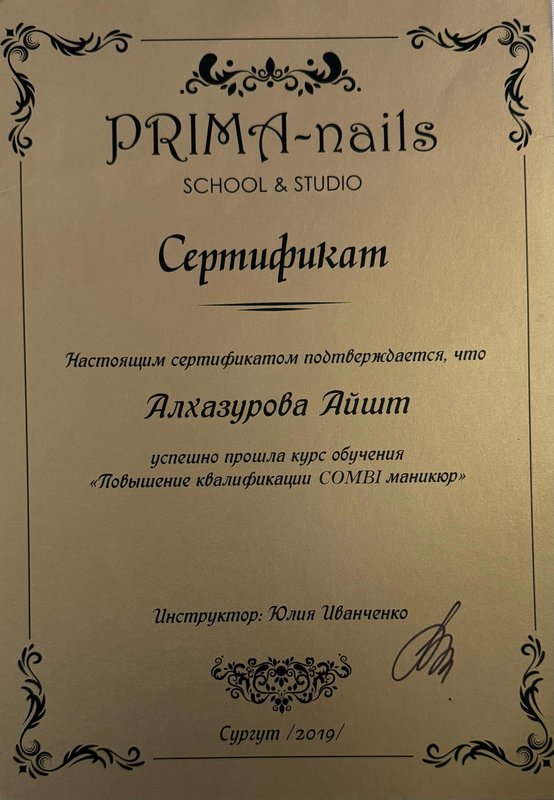 PRIMA-nails
SCHOOL & STUDIO
Сертификат
Настоящим сертификатом подтверждается, что
Алхазурова Айшт
успешно прошла курс обучения
«Повышение квалификации COMBI маникюр»
Инструктор: Юлия Иванченко
Сургут /2019/